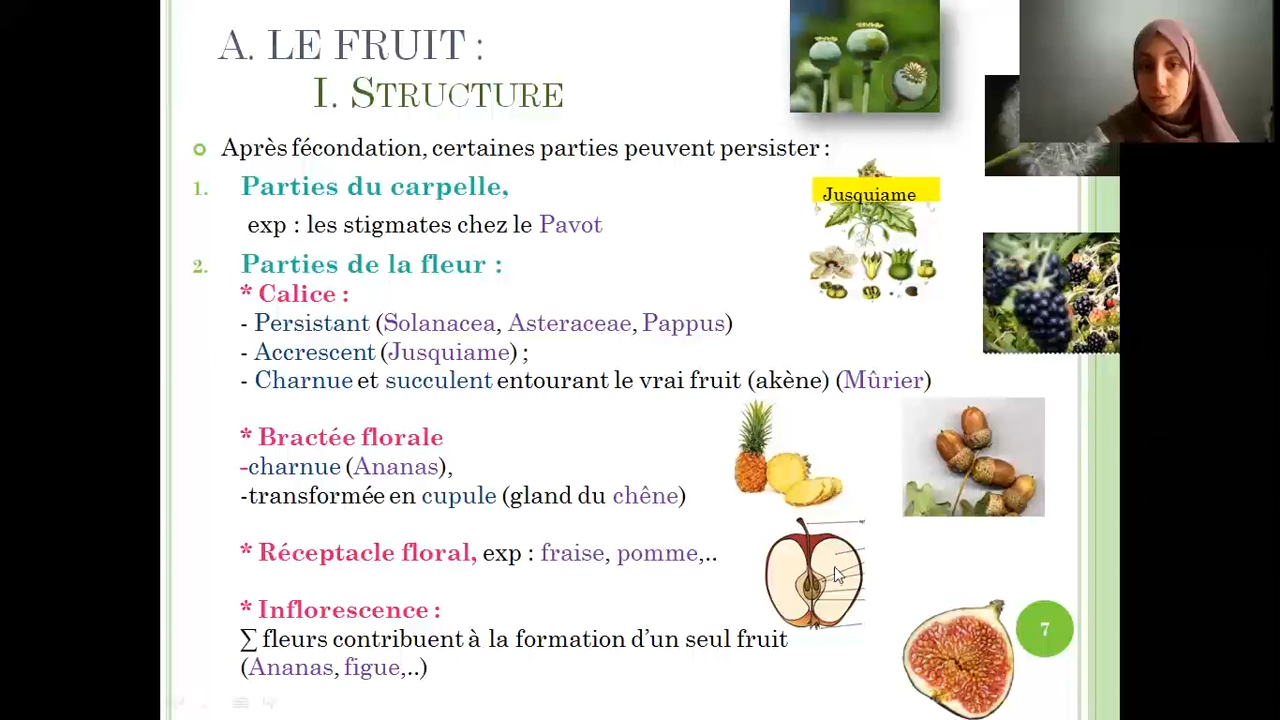 A. LE FRUIT :
I. STRUCTURE
Après fécondation, certaines parties peuvent persister :
1. Parties du carpelle,
exp : les stigmates chez le Pavot
2. Parties de la fleur :
* Calice :
- Persistant (Solanacea, Asteraceae, Pappus)
- Accrescent (Jusquiame) ;
- Charnue et succulent entourant le vrai fruit (akène) (Mûrier)
* Bractée florale
-charnue (Ananas),
-transformée en cupule (gland du chêne)
* Réceptacle floral, exp : fraise, pomme,..
* Inflorescence :
∑ fleurs contribuent à la formation d’un seul fruit
(Ananas, figue,..)
Jusquiame
7